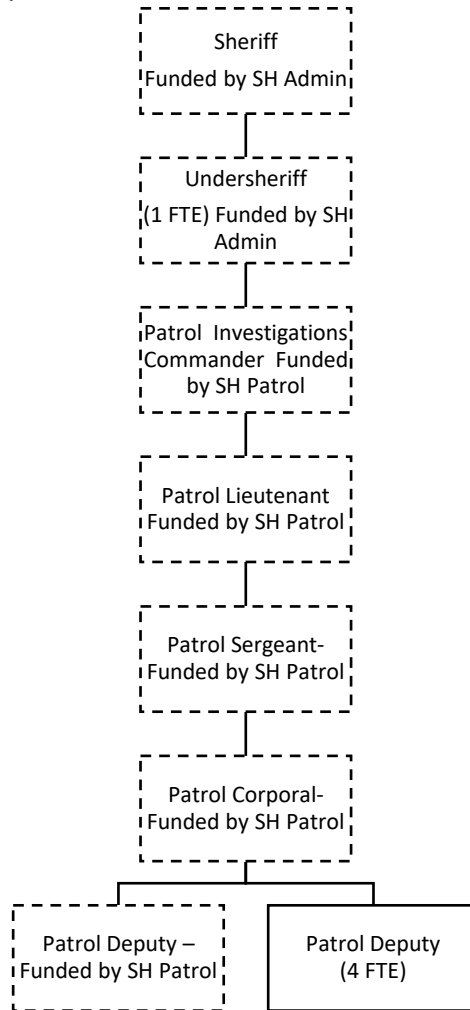 Sheriff
Funded by SH Admin
Undersheriff
(1 FTE) Funded by SH
Admin
Patrol Investigations
Commander Funded
by SH Patrol
Patrol Lieutenant
Funded by SH Patrol
Patrol Sergeant-
Funded by SH Patrol
Patrol Corporal-
Funded by SH Patrol
Patrol Deputy –
Funded by SH Patrol
Patrol Deputy
(4 FTE)